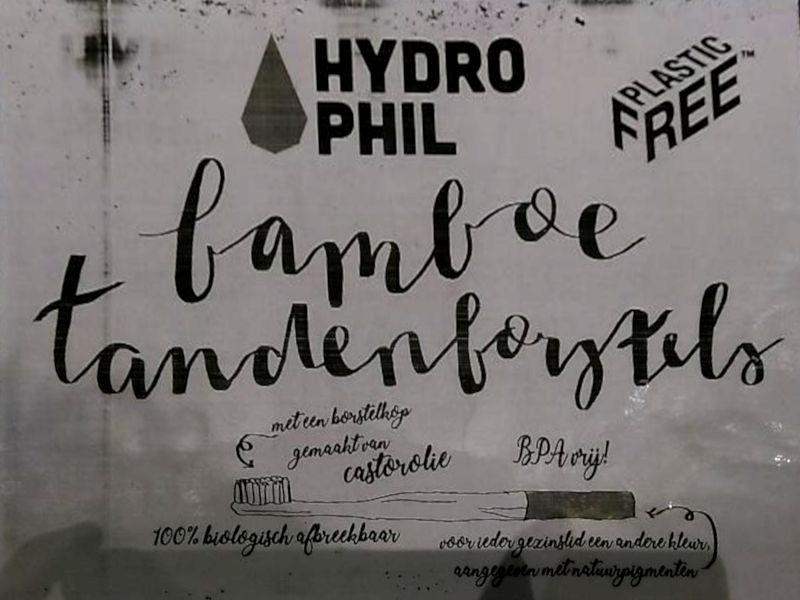 HYDRO
PHIL
PLASTIC
FREE™
bamboe
tandenborstels
met een borstelkop
gemaakt van
castorolie
BPA vrij!
100% biologisch afbreekbaar
voor ieder gezinslid een andere kleur,
aangegeven met natuurpigmenten